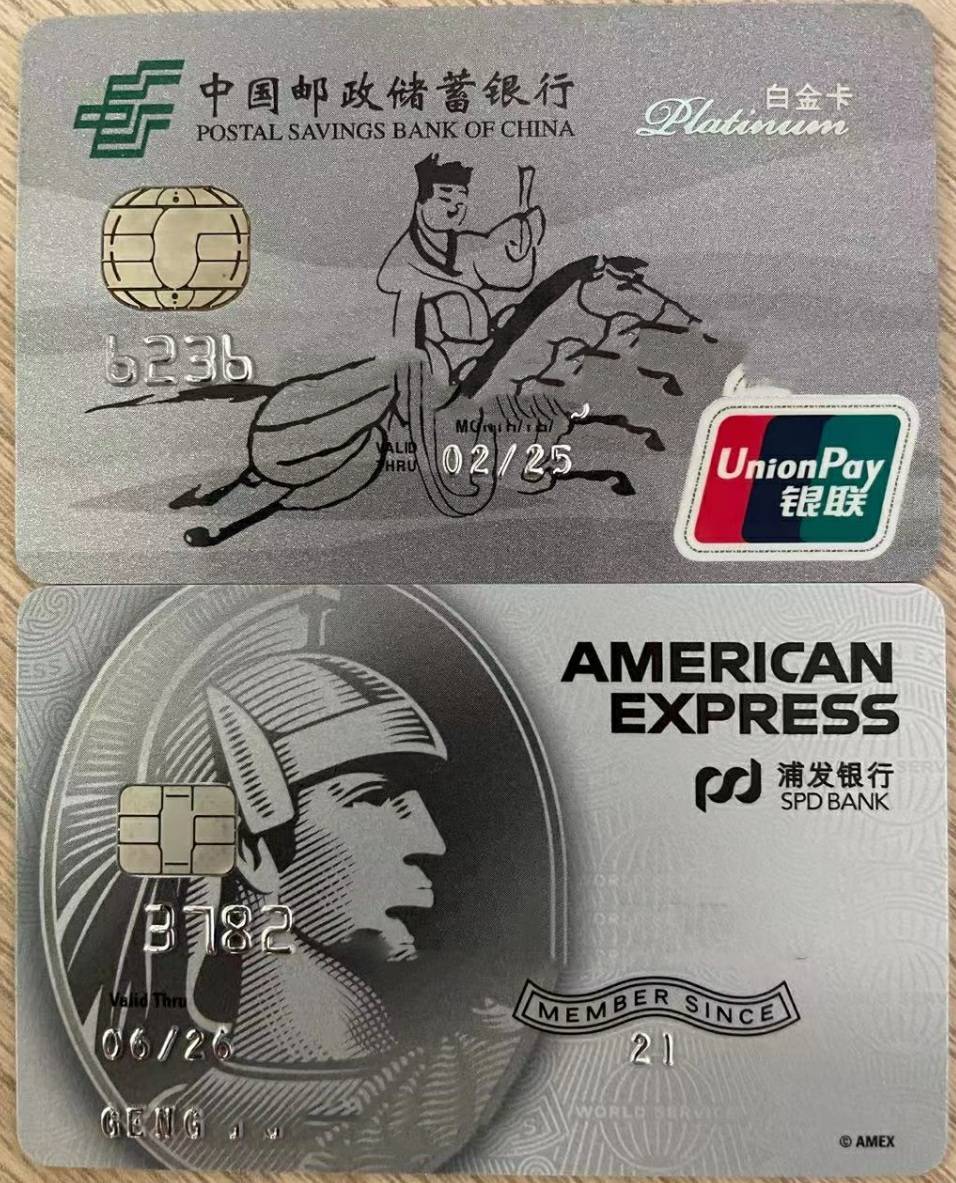 中国邮政储蓄银行
POSTAL SAVINGS BANK OF CHINA
白金卡
Platinum
6236
VALID
THRU
02/25
UnionPay
银联
AMERICAN
EXPRESS
浦发银行
SPD BANK
3782
Valid Thru
06/26
MEMBER SINCE
21
GENG
WORLD SERVICE
© AMEX